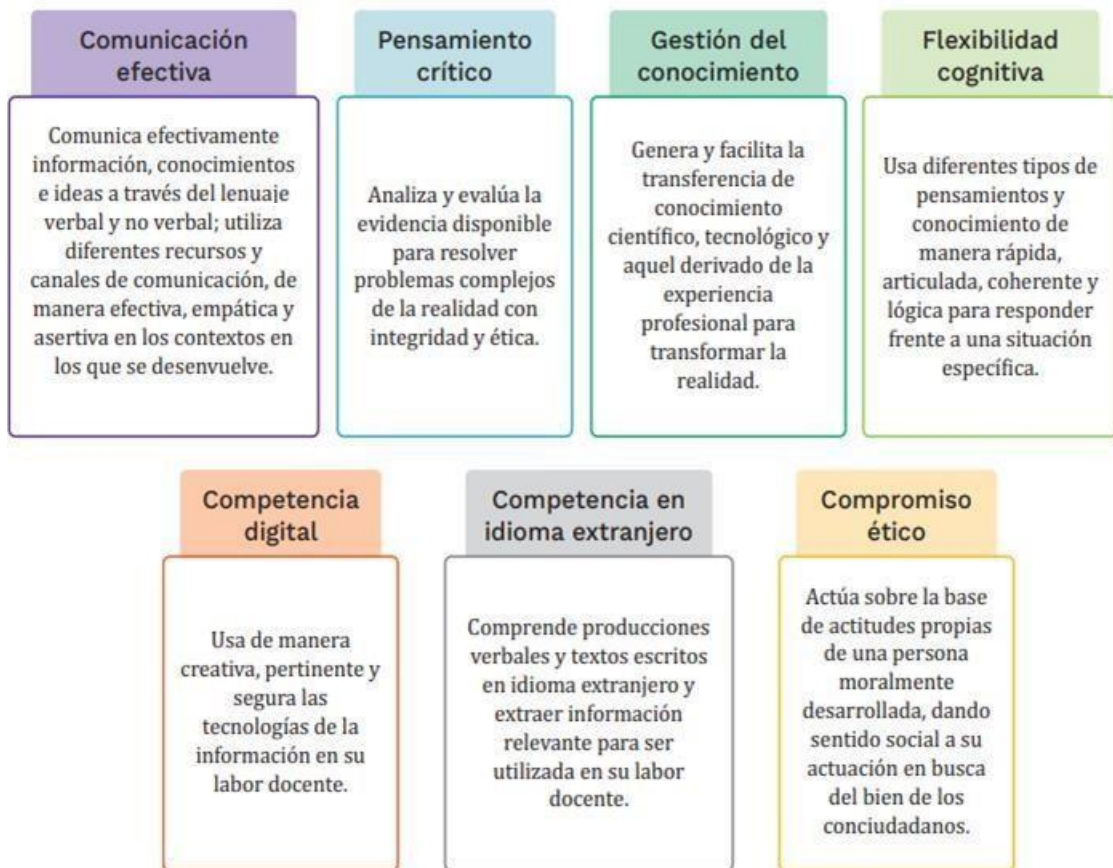 Comunicación
efectiva
Comunica efectivamente
información, conocimientos
e ideas a través del lenuaje
verbal y no verbal; utiliza
diferentes recursos y
canales de comunicación, de
manera efectiva, empática y
asertiva en los contextos en
los que se desenvuelve.
Pensamiento
crítico
Analiza y evalúa la
evidencia disponible
para resolver
problemas complejos
de la realidad con
integridad y ética.
Gestión del
conocimiento
Genera y facilita la
transferencia de
conocimiento
científico, tecnológico y
aquel derivado de la
experiencia
profesional para
transformar la
realidad.
Flexibilidad
cognitiva
Usa diferentes tipos de
pensamientos y
conocimiento de
manera rápida,
articulada, coherente y
lógica para responder
frente a una situación
específica.
Competencia
digital
Usa de manera
creativa, pertinente y
segura las
tecnologías de la
información en su
labor docente.
Competencia en
idioma extranjero
Comprende producciones
verbales y textos escritos
en idioma extranjero y
extraer información
relevante para ser
utilizada en su labor
docente.
Compromiso
ético
Actúa sobre la base
de actitudes propias
de una persona
moralmente
desarrollada, dando
sentido social a su
actuación en busca
del bien de los
conciudadanos.